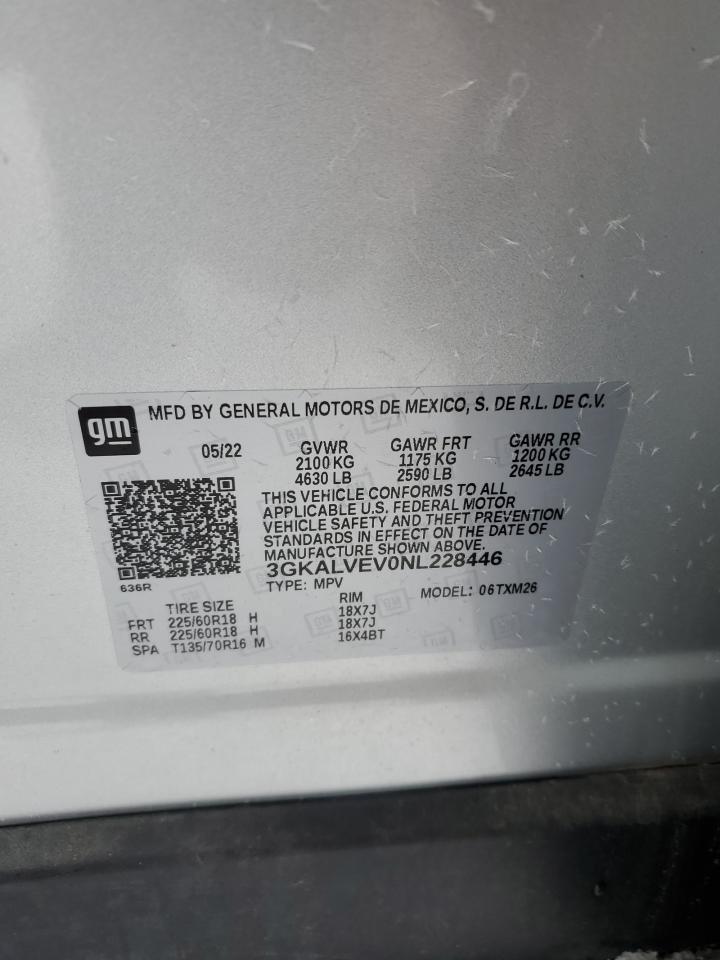 gm
MFD BY GENERAL MOTORS DE MEXICO, S. DE R.L. DE C.V.
05/22 GVWR GAWR FRT GAWR RR
2100 KG 1175 KG 1200 KG
4630 LB 2590 LB 2645 LB
THIS VEHICLE CONFORMS TO ALL
APPLICABLE U.S. FEDERAL MOTOR
VEHICLE SAFETY AND THEFT PREVENTION
STANDARDS IN EFFECT ON THE DATE OF
MANUFACTURE SHOWN ABOVE.
3GKALVEV0NL228446
636R
TYPE: MPV MODEL: 06TXM26
TIRE SIZE RIM
FRT 225/60R18 H 18X7J
RR 225/60R18 H 18X7J
SPA T135/70R16 M 16X4BT